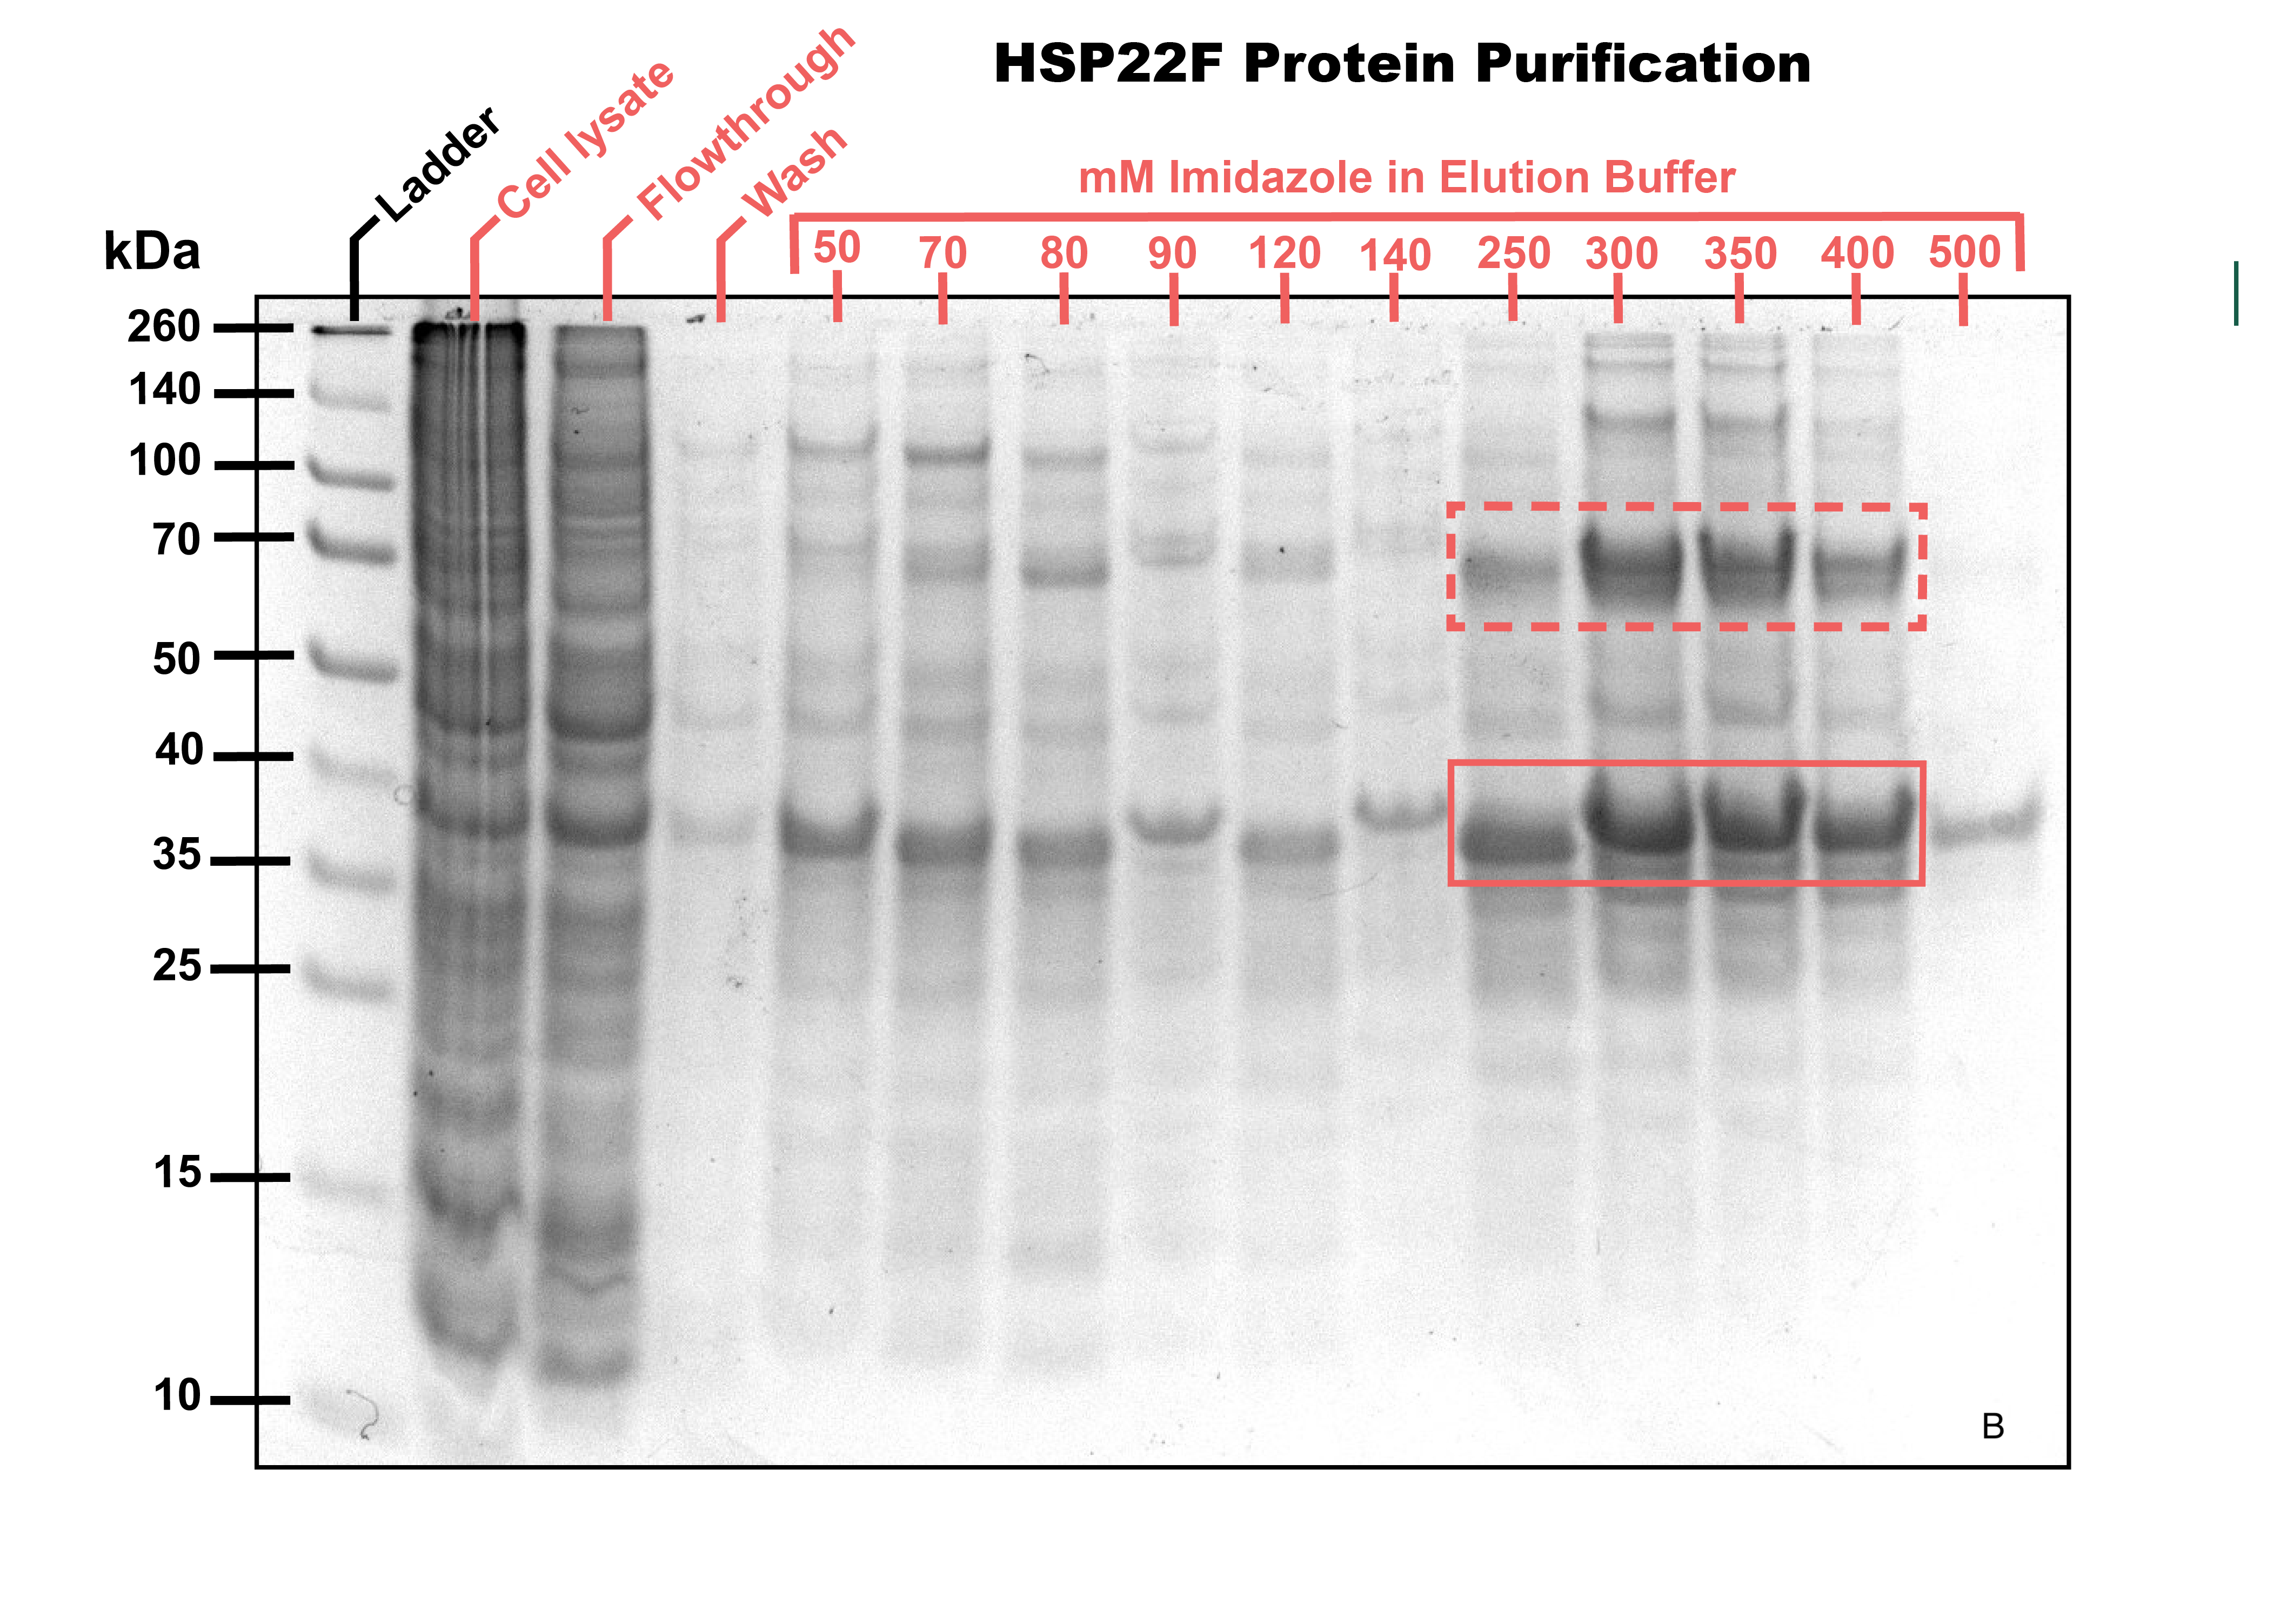 HSP22F Protein Purification
Ladder
Cell lysate
Flowthrough
Wash
mM Imidazole in Elution Buffer
kDa
50 70 80 90 120 140 250 300 350 400 500
260
140
100
70
50
40
35
25
15
10
B